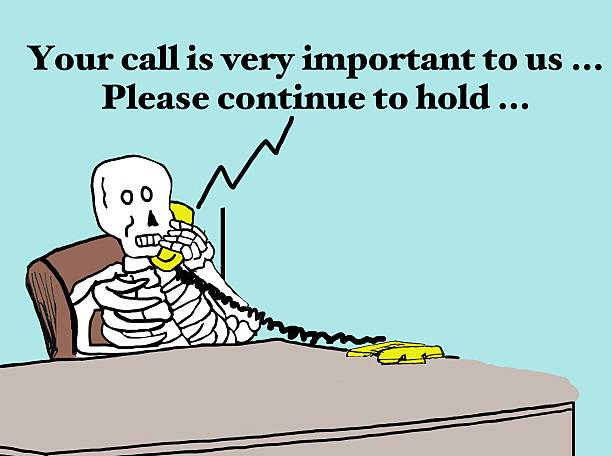 Your call is very important to us ...
Please continue to hold ...